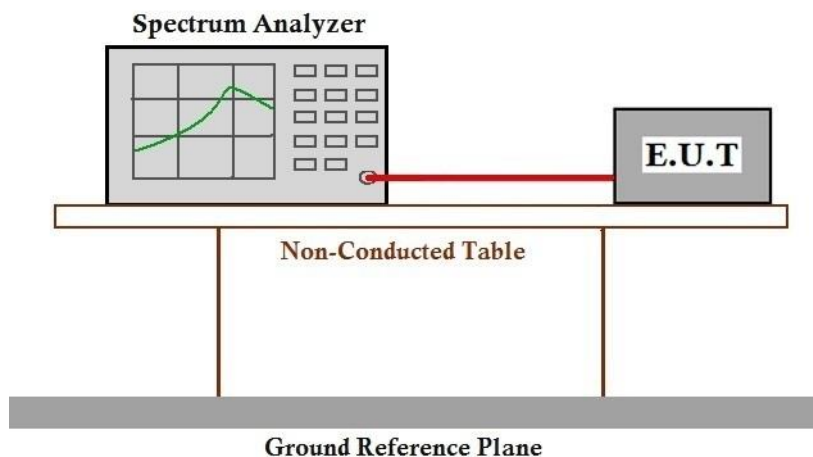 Spectrum Analyzer
E.U.T
Non-Conducted Table
Ground Reference Plane